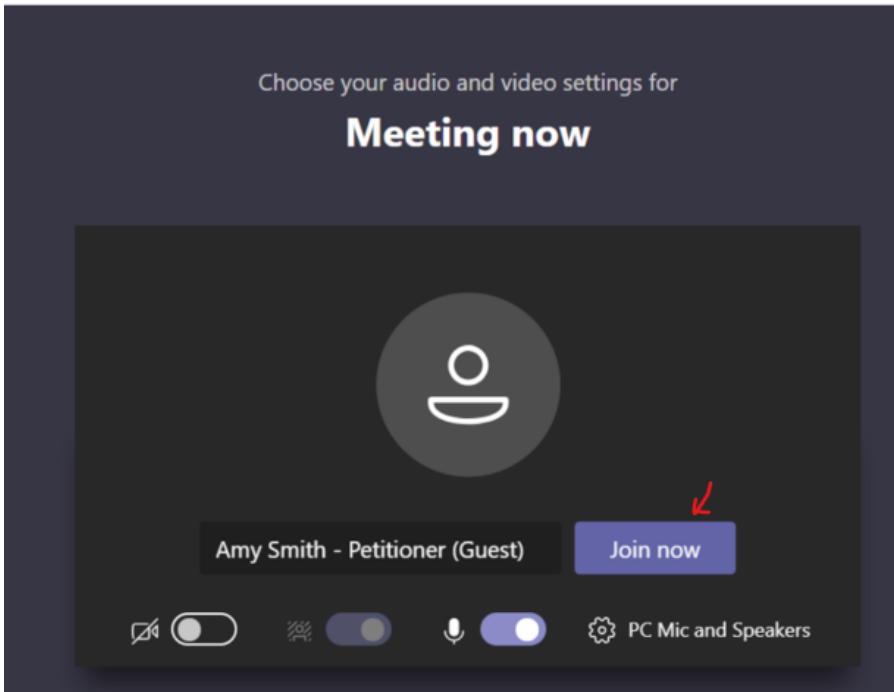 Choose your audio and video settings for
Meeting now
Amy Smith - Petitioner (Guest)
Join now
PC Mic and Speakers